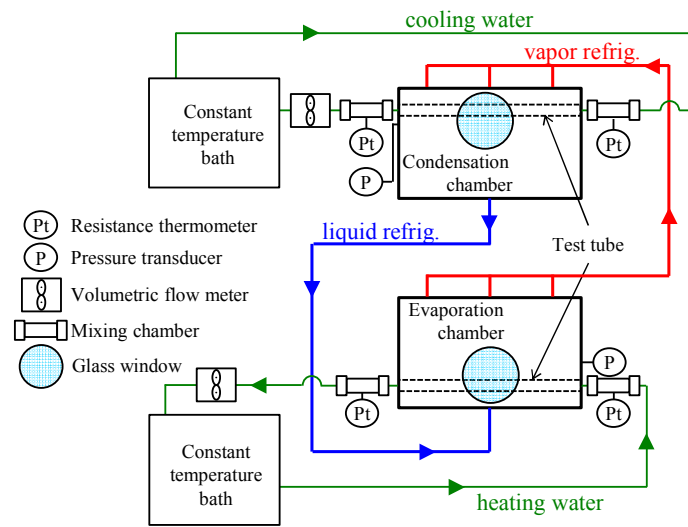 cooling water
vapor refrig.
Constant
temperature
bath
Pt
Pt
P
Condensation
chamber
Pt
Resistance thermometer
P
Pressure transducer
Volumetric flow meter
Mixing chamber
Glass window
liquid refrig.
Test tube
Evaporation
chamber
P
Pt
Pt
Constant
temperature
bath
heating water